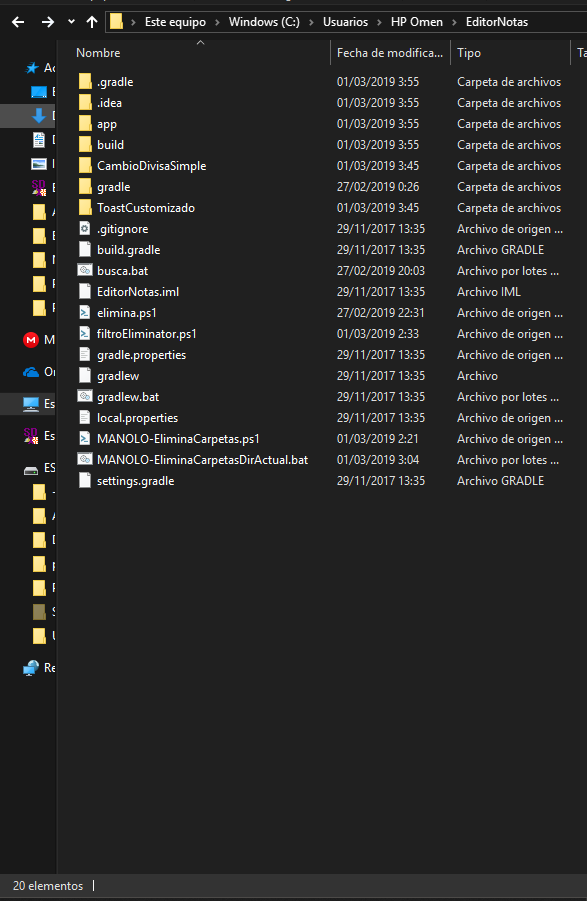 Este equipo > Windows (C:) > Usuarios > HP Omen > EditorNotas
Nombre Fecha de modifica... Tipo
.gradle 01/03/2019 3:55 Carpeta de archivos
.idea 01/03/2019 3:55 Carpeta de archivos
app 01/03/2019 3:55 Carpeta de archivos
build 01/03/2019 3:55 Carpeta de archivos
CambioDivisaSimple 01/03/2019 3:45 Carpeta de archivos
gradle 27/02/2019 0:26 Carpeta de archivos
ToastCustomizado 01/03/2019 3:45 Carpeta de archivos
.gitignore 29/11/2017 13:35 Archivo de origen ...
build.gradle 29/11/2017 13:35 Archivo GRADLE
busca.bat 27/02/2019 20:03 Archivo por lotes ...
EditorNotas.iml 29/11/2017 13:35 Archivo IML
elimina.ps1 27/02/2019 22:31 Archivo de origen ...
filtroEliminator.ps1 01/03/2019 2:33 Archivo de origen ...
gradle.properties 29/11/2017 13:35 Archivo de origen ...
gradlew 29/11/2017 13:35 Archivo
gradlew.bat 29/11/2017 13:35 Archivo por lotes ...
local.properties 29/11/2017 13:35 Archivo de origen ...
MANOLO-EliminaCarpetas.ps1 01/03/2019 2:21 Archivo de origen ...
MANOLO-EliminaCarpetasDirActual.bat 01/03/2019 3:04 Archivo por lotes ...
settings.gradle 29/11/2017 13:35 Archivo GRADLE
20 elementos